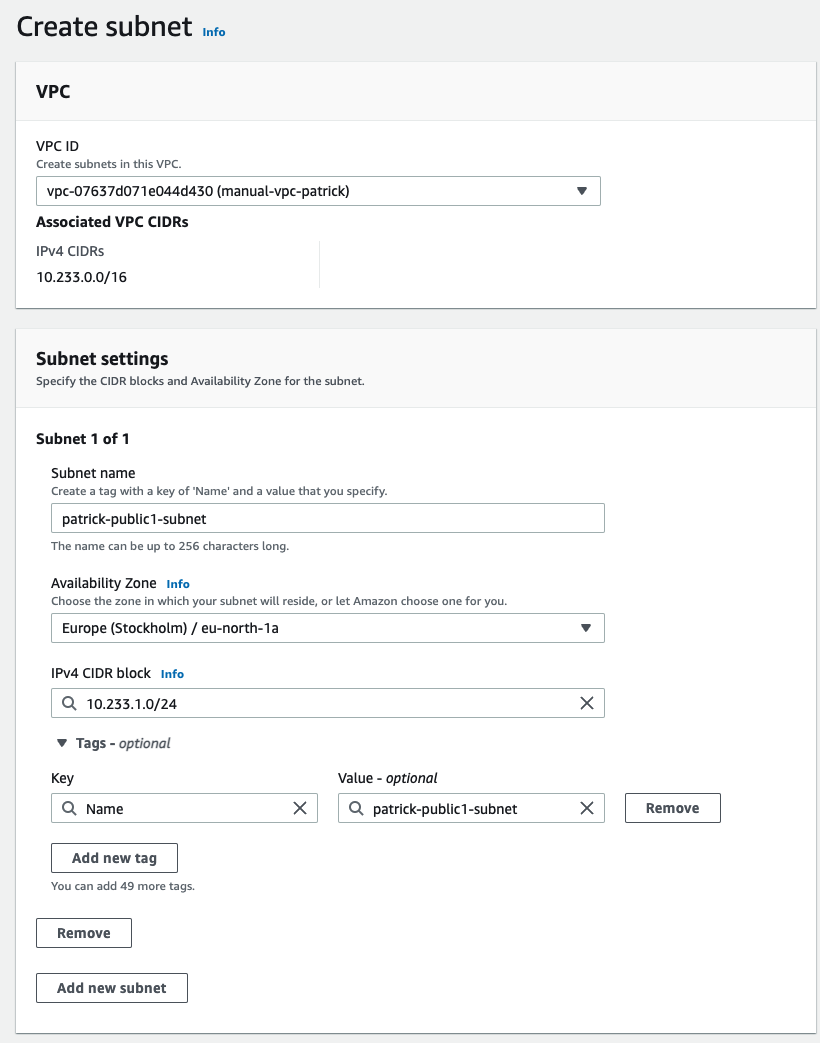 Create subnet Info
VPC
VPC ID
Create subnets in this VPC.
vpc-07637d071e044d430 (manual-vpc-patrick)
Associated VPC CIDRs
IPv4 CIDRs
10.233.0.0/16
Subnet settings
Specify the CIDR blocks and Availability Zone for the subnet.
Subnet 1 of 1
Subnet name
Create a tag with a key of 'Name' and a value that you specify.
patrick-public1-subnet
The name can be up to 256 characters long.
Availability Zone Info
Choose the zone in which your subnet will reside, or let Amazon choose one for you.
Europe (Stockholm) / eu-north-1a
IPv4 CIDR block Info
10.233.1.0/24
Tags - optional
Key Value - optional
Name patrick-public1-subnet Remove
Add new tag
You can add 49 more tags.
Remove
Add new subnet